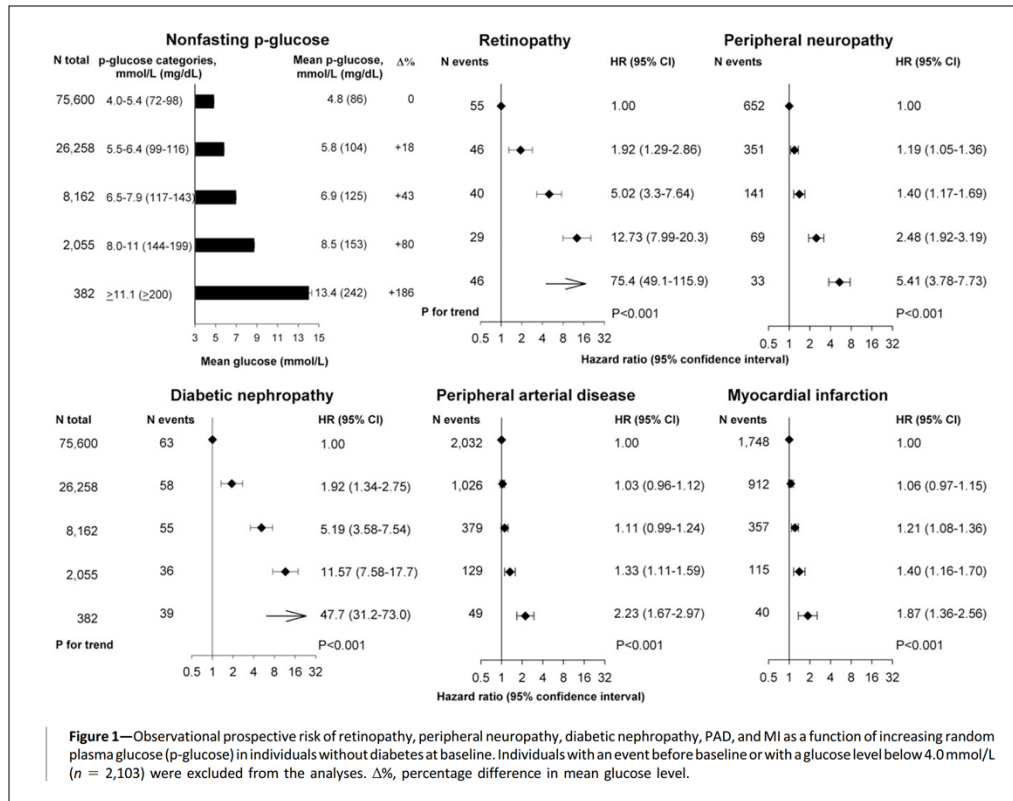 Nonfasting p-glucose
N total p-glucose categories, mmol/L (mg/dL) Mean p-glucose, mmol/L (mg/dL) Δ%
75,600 4.0-5.4 (72-98) 4.8 (86) 0
26,258 5.5-6.4 (99-116) 5.8 (104) +18
8,162 6.5-7.9 (117-143) 6.9 (125) +43
2,055 8.0-11 (144-199) 8.5 (153) +80
382 ≥11.1 (≥200) 13.4 (242) +186
3 5 7 9 11 13 15
Mean glucose (mmol/L)
Retinopathy
N events HR (95% CI)
55 1.00
46 1.92 (1.29-2.86)
40 5.02 (3.3-7.64)
29 12.73 (7.99-20.3)
46 75.4 (49.1-115.9)
P for trend P<0.001
0.5 1 2 4 8 16 32
Peripheral neuropathy
N events HR (95% CI)
652 1.00
351 1.19 (1.05-1.36)
141 1.40 (1.17-1.69)
69 2.48 (1.92-3.19)
33 5.41 (3.78-7.73)
P<0.001
0.5 1 2 4 8 16 32
Hazard ratio (95% confidence interval)
Diabetic nephropathy
N total N events HR (95% CI)
75,600 63 1.00
26,258 58 1.92 (1.34-2.75)
8,162 55 5.19 (3.58-7.54)
2,055 36 11.57 (7.58-17.7)
382 39 47.7 (31.2-73.0)
P for trend P<0.001
0.5 1 2 4 8 16 32
Peripheral arterial disease
N events HR (95% CI)
2,032 1.00
1,026 1.03 (0.96-1.12)
379 1.11 (0.99-1.24)
129 1.33 (1.11-1.59)
49 2.23 (1.67-2.97)
P<0.001
0.5 1 2 4 8 16 32
Myocardial infarction
N events HR (95% CI)
1,748 1.00
912 1.06 (0.97-1.15)
357 1.21 (1.08-1.36)
115 1.40 (1.16-1.70)
40 1.87 (1.36-2.56)
P<0.001
0.5 1 2 4 8 16 32
Hazard ratio (95% confidence interval)
Figure 1—Observational prospective risk of retinopathy, peripheral neuropathy, diabetic nephropathy, PAD, and MI as a function of increasing random
plasma glucose (p-glucose) in individuals without diabetes at baseline. Individuals with an event before baseline or with a glucose level below 4.0 mmol/L
(n = 2,103) were excluded from the analyses. Δ%, percentage difference in mean glucose level.